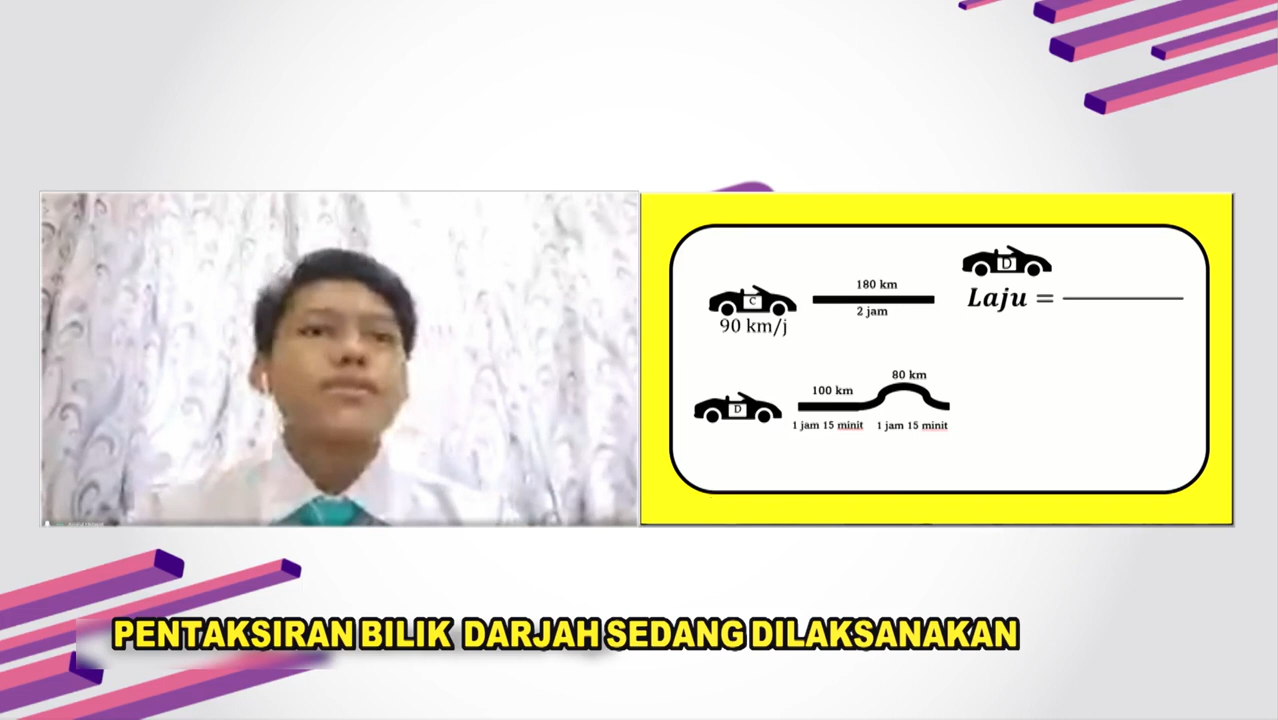 C
180 km
2 jam
90 km/j
D
Laju =
D
100 km
80 km
1 jam 15 minit
1 jam 15 minit
PENTAKSIRAN BILIK DARJAH SEDANG DILAKSANAKAN